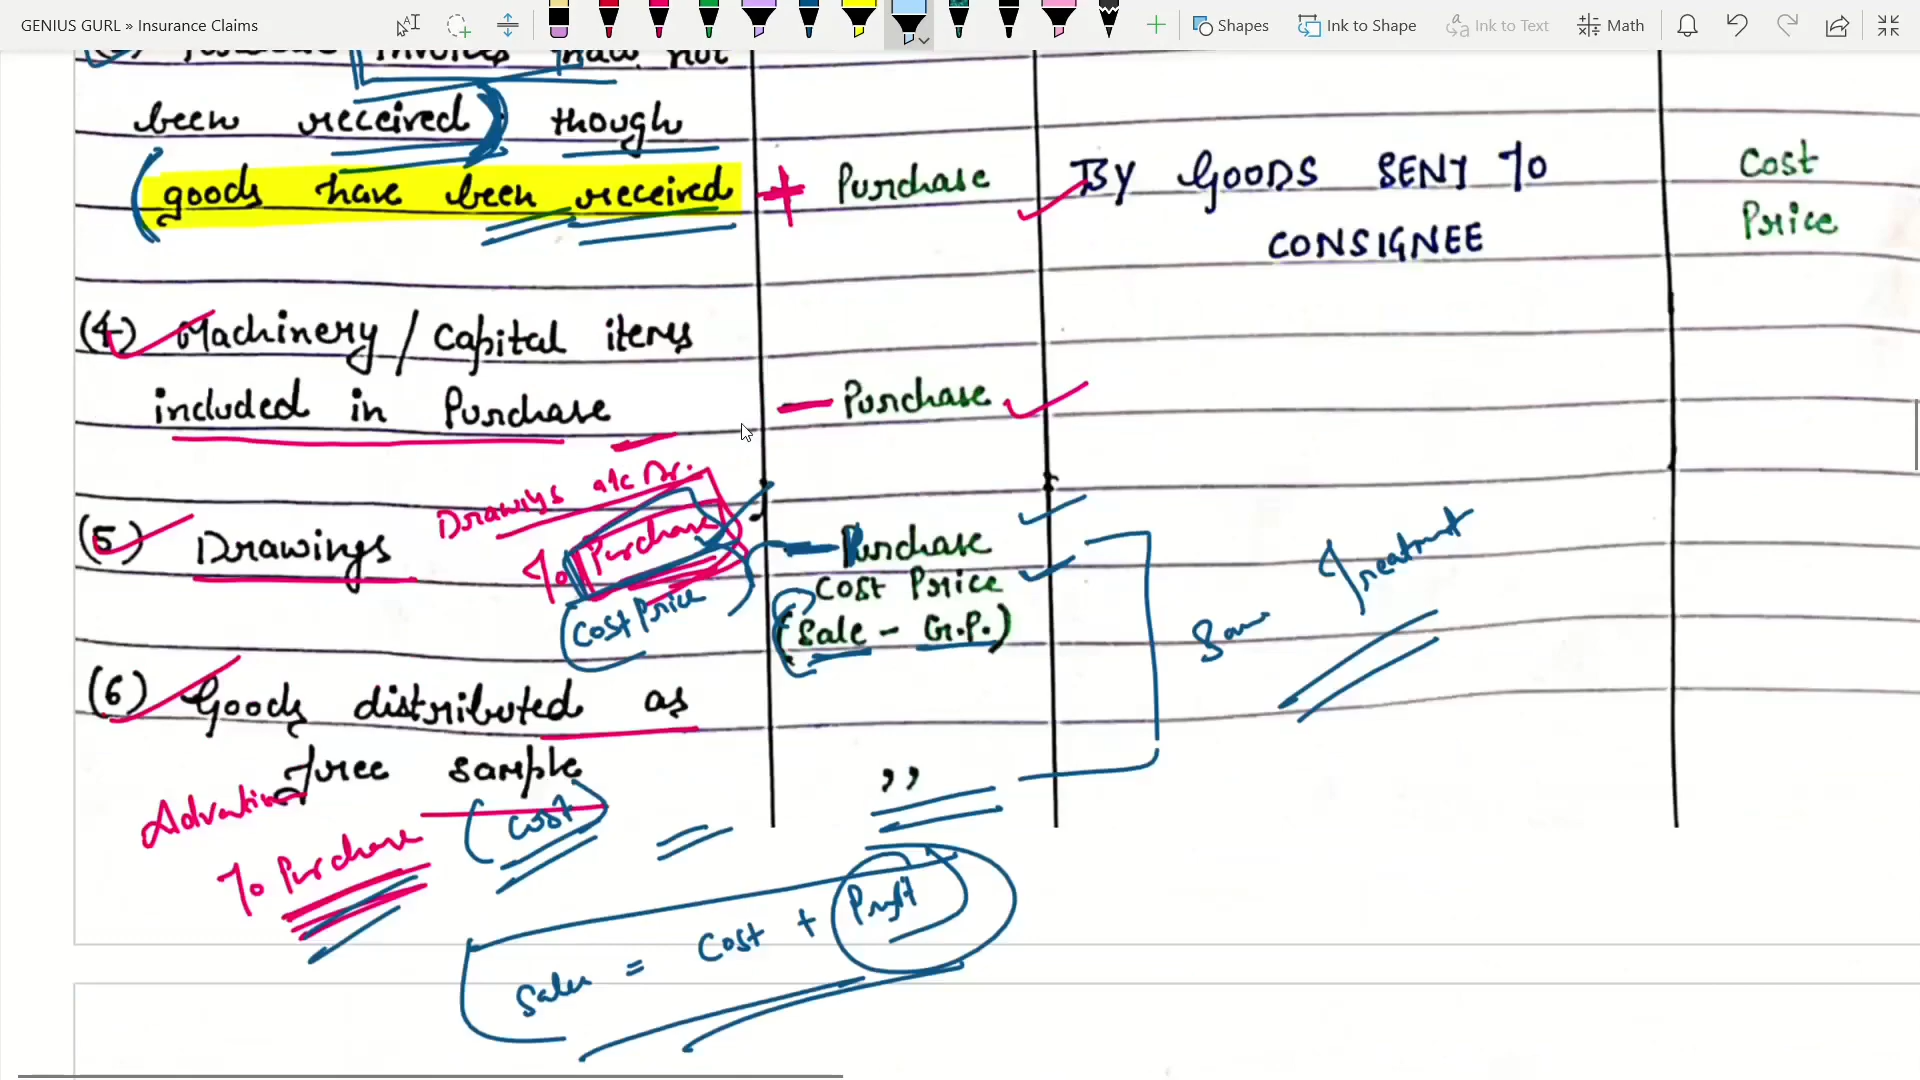 GENIUS GURL » Insurance Claims
Shapes
Ink to Shape
Ink to Text
Math
invoices have not
been received) though
(goods have been received
+ Purchase
BY GOODS SENT TO
CONSIGNEE
Cost
Price
(4) Machinery / Capital items
included in Purchase
— Purchase
Drawings a/c Dr.
To Purchase
(Cost Price
(5) Drawings
— Purchase
Cost Price
(Sale - G.P.)
Same Treatment
(6) Goods distributed as
free sample
,,
(Cost)
To Purchase
Sales = Cost + Profit